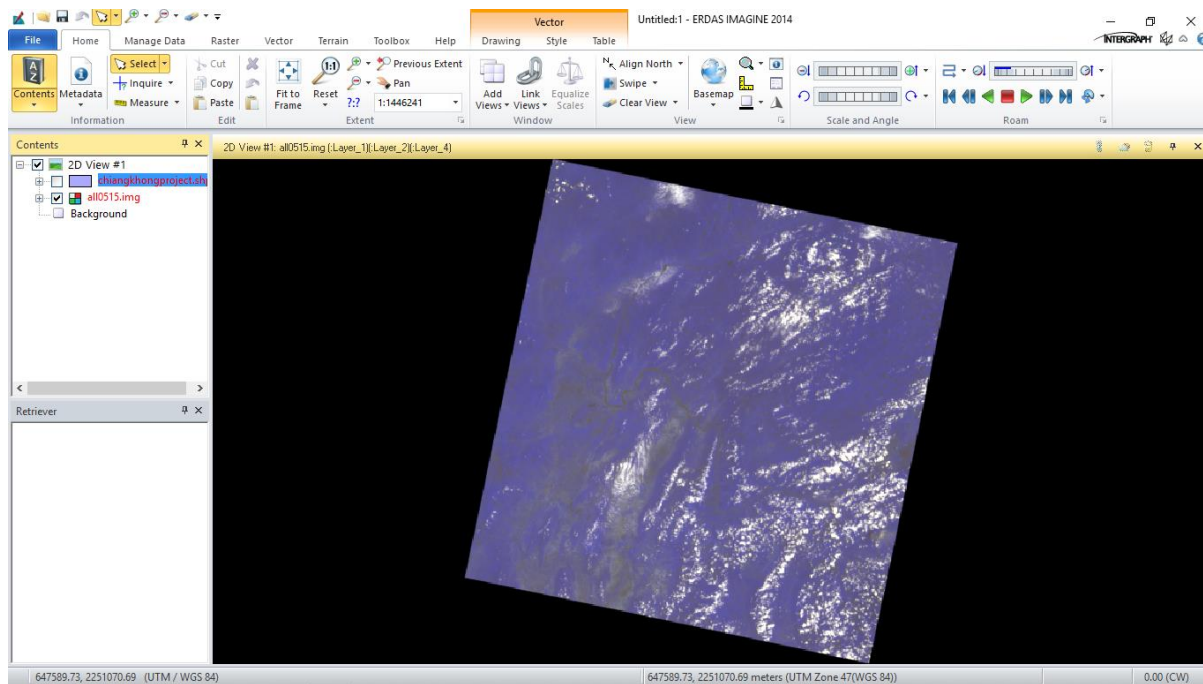 Vector
Untitled:1 - ERDAS IMAGINE 2014
File Home Manage Data Raster Vector Terrain Toolbox Help Drawing Style Table
INTERGRAPH
Contents
Metadata
Select
Inquire
Measure
Information
Cut
Copy
Paste
Edit
Fit to Frame
Reset
1:1
?:?
Previous Extent
Pan
1:1446241
Extent
Add Views
Link Views
Equalize Scales
Window
Align North
Swipe
Clear View
Basemap
View
Scale and Angle
Roam
Contents
2D View #1: all0515.img (:Layer_1)(:Layer_2)(:Layer_4)
2D View #1
chiangkhongproject.sh
all0515.img
Background
Retriever
647589.73, 2251070.69 (UTM / WGS 84)
647589.73, 2251070.69 meters (UTM Zone 47(WGS 84))
0.00 (CW)